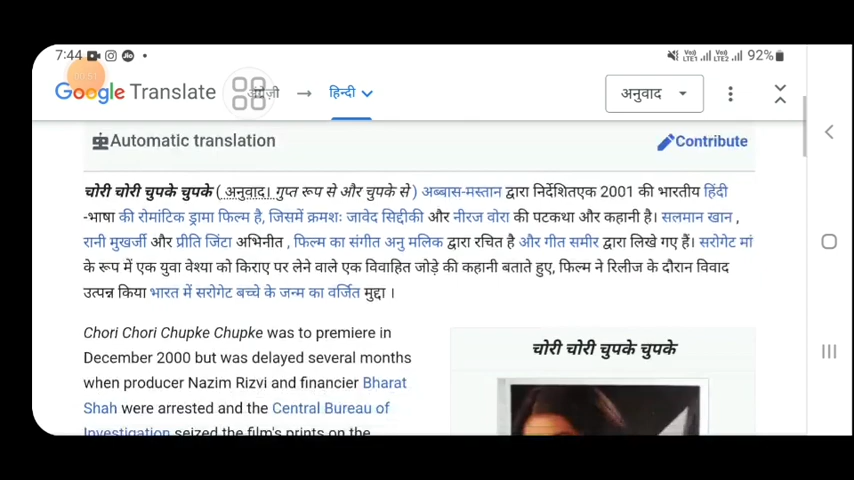 7:44 92%
00:51
Google Translate अंग्रेज़ी → हिन्दी अनुवाद
Automatic translation Contribute
चोरी चोरी चुपके चुपके ( अनुवाद। गुप्त रूप से और चुपके से ) अब्बास-मस्तान द्वारा निर्देशितएक 2001 की भारतीय हिंदी
-भाषा की रोमांटिक ड्रामा फिल्म है, जिसमें क्रमशः जावेद सिद्दीकी और नीरज वोरा की पटकथा और कहानी है। सलमान खान ,
रानी मुखर्जी और प्रीति जिंटा अभिनीत , फिल्म का संगीत अनु मलिक द्वारा रचित है और गीत समीर द्वारा लिखे गए हैं। सरोगेट मां
के रूप में एक युवा वेश्या को किराए पर लेने वाले एक विवाहित जोड़े की कहानी बताते हुए, फिल्म ने रिलीज के दौरान विवाद
उत्पन्न किया भारत में सरोगेट बच्चे के जन्म का वर्जित मुद्दा ।
Chori Chori Chupke Chupke was to premiere in
December 2000 but was delayed several months
when producer Nazim Rizvi and financier Bharat
Shah were arrested and the Central Bureau of
Investigation seized the film's prints on the
चोरी चोरी चुपके चुपके